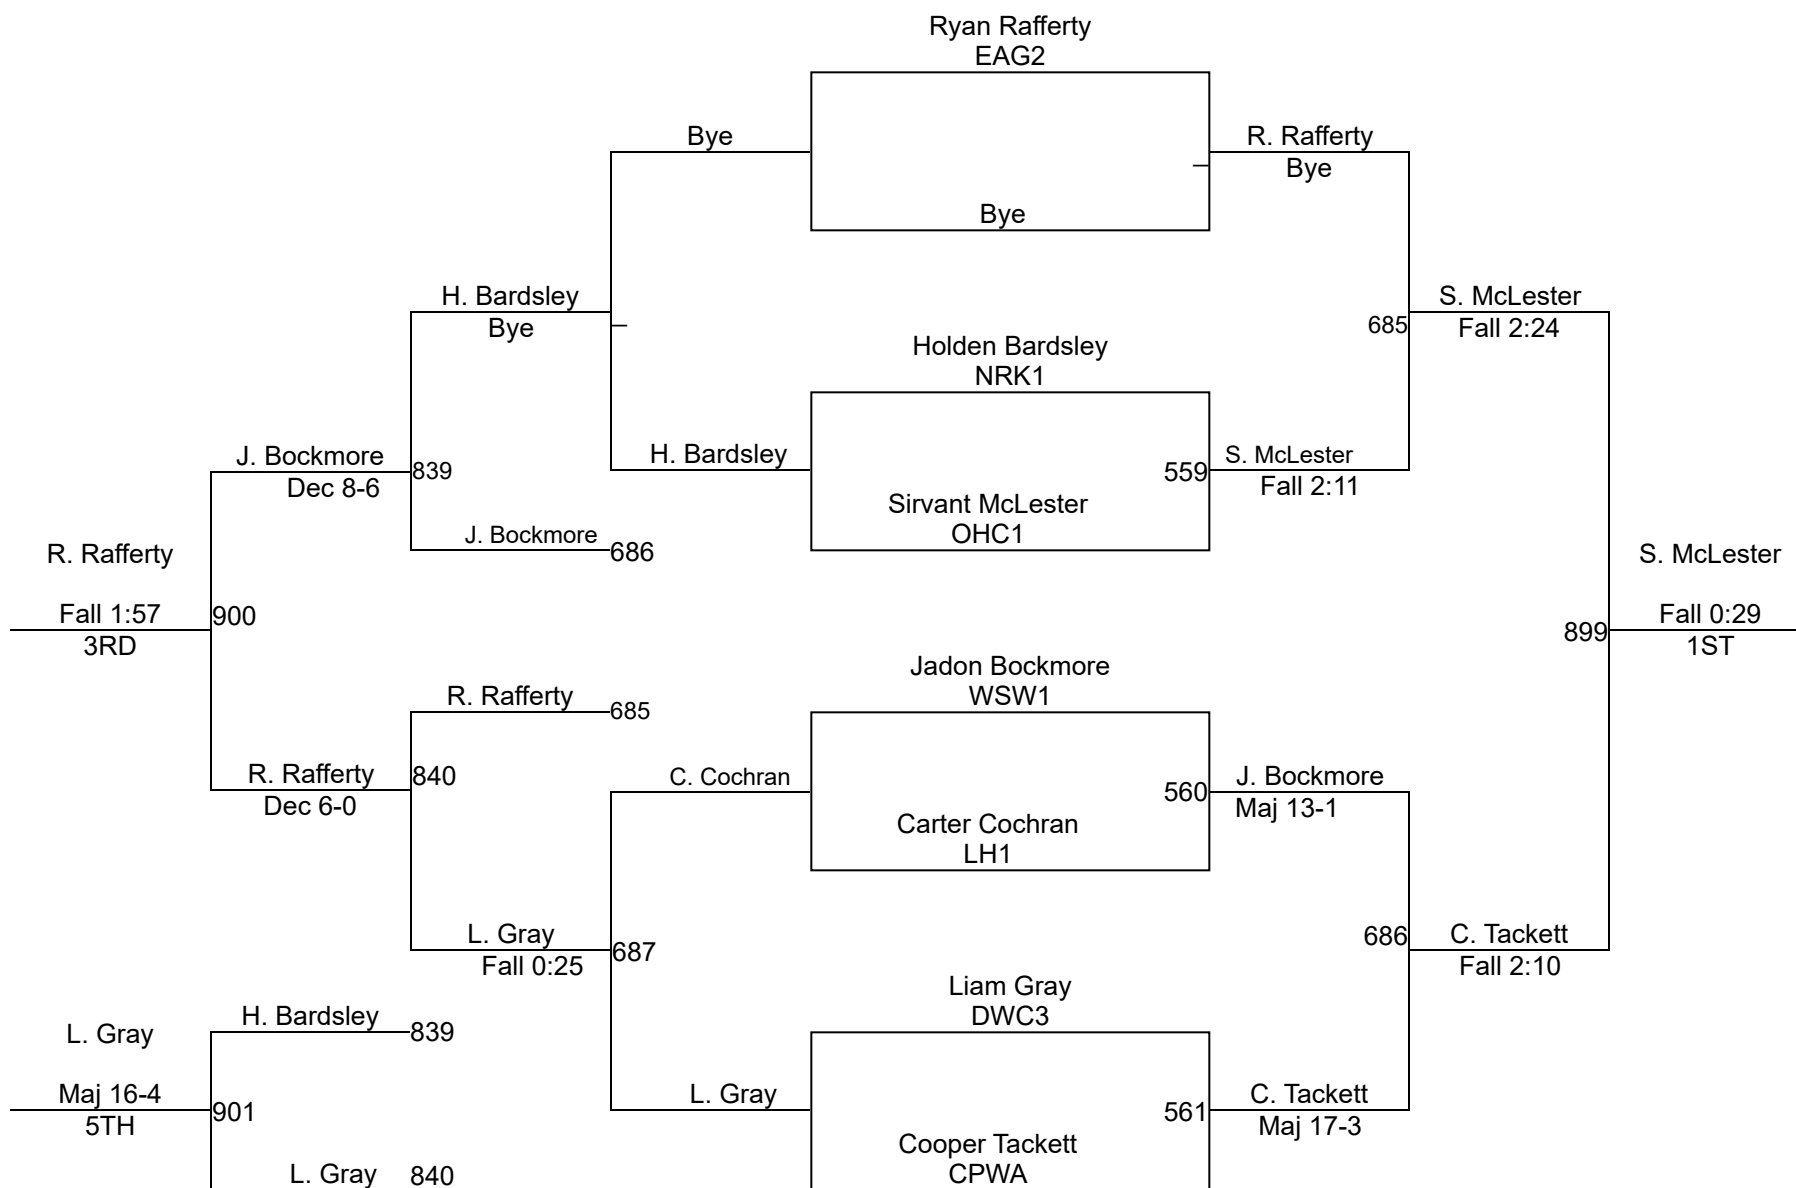 Ryan Rafferty
EAG2
Bye
R. Rafferty
Bye
Bye
H. Bardsley
Bye
S. McLester
685
Fall 2:24
Holden Bardsley
NRK1
J. Bockmore
839
Dec 8-6
H. Bardsley
559
S. McLester
Fall 2:11
Sirvant McLester
OHC1
J. Bockmore
686
R. Rafferty
S. McLester
Fall 1:57
900
3RD
Fall 0:29
899
1ST
Jadon Bockmore
WSW1
R. Rafferty
685
R. Rafferty
840
Dec 6-0
C. Cochran
560
J. Bockmore
Maj 13-1
Carter Cochran
LH1
L. Gray
687
Fall 0:25
686
C. Tackett
Fall 2:10
Liam Gray
DWC3
H. Bardsley
839
L. Gray
Maj 16-4
901
5TH
L. Gray
561
C. Tackett
Maj 17-3
Cooper Tackett
CPWA
L. Gray
840